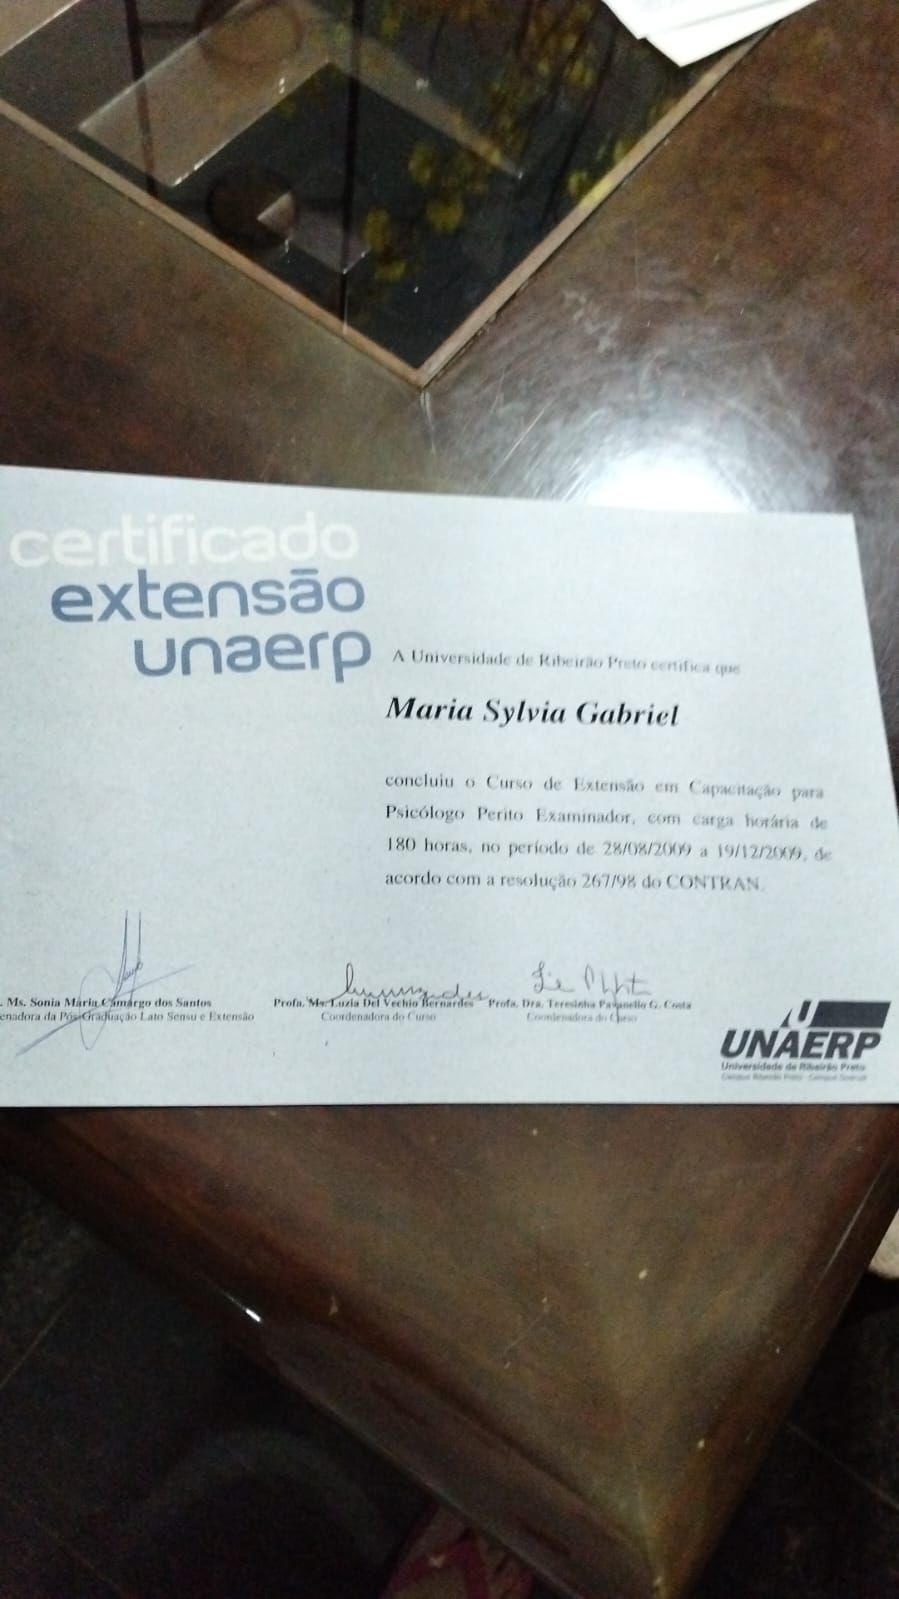 certificado
extensão
unaerp
A Universidade de Ribeirão Preto certifica que
Maria Sylvia Gabriel
concluiu o Curso de Extensão em Capacitação para
Psicólogo Perito Examinador, com carga horária de
180 horas, no período de 28/08/2009 a 19/12/2009, de
acordo com a resolução 267/98 do CONTRAN.
. Ms. Sonia Maria Camargo dos Santos
enadora da Pós-Graduação Lato Sensu e Extensão
Profa. Ms. Luzia Del Vechio Bernardes
Coordenadora do Curso
Profa. Dra. Teresinha Pavanello G. Costa
Coordenadora do Curso
UNAERP
Universidade de Ribeirão Preto